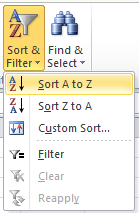 Sort & Find &
Filter Select
Sort A to Z
Sort Z to A
Custom Sort...
Filter
Clear
Reapply